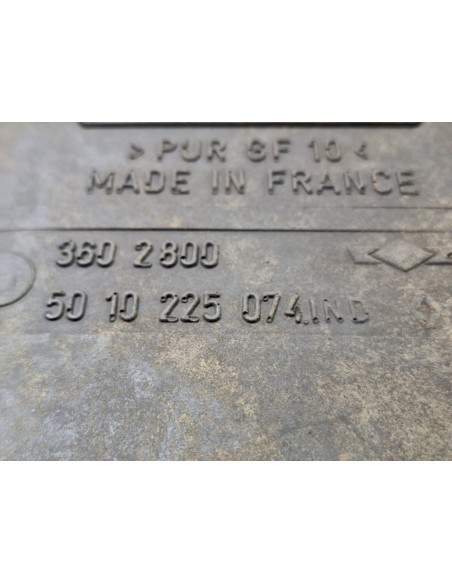 > PUR GF 10 <
MADE IN FRANCE
360 2800
50 10 225 074 IND